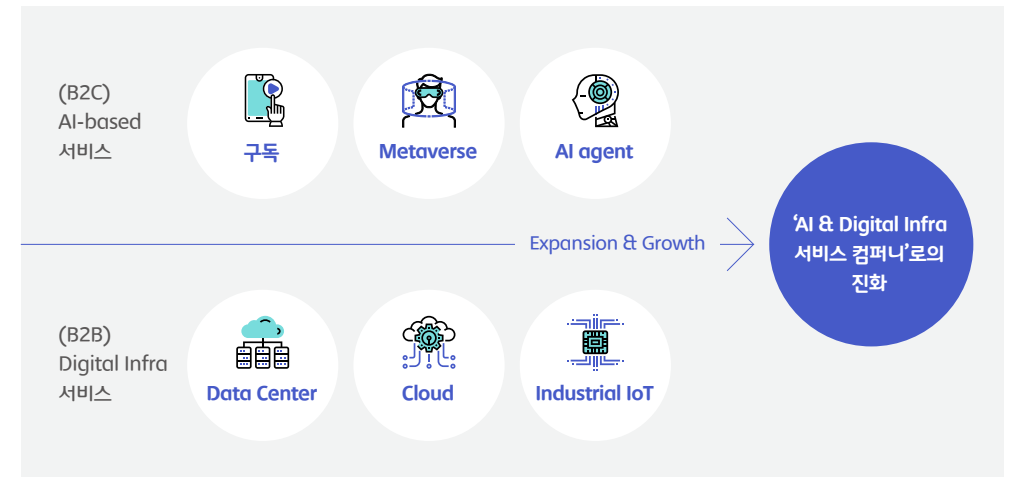 (B2C)
AI-based
서비스
구독
Metaverse
AI agent
Expansion & Growth
'AI & Digital Infra
서비스 컴퍼니'로의
진화
(B2B)
Digital Infra
서비스
Data Center
Cloud
Industrial IoT